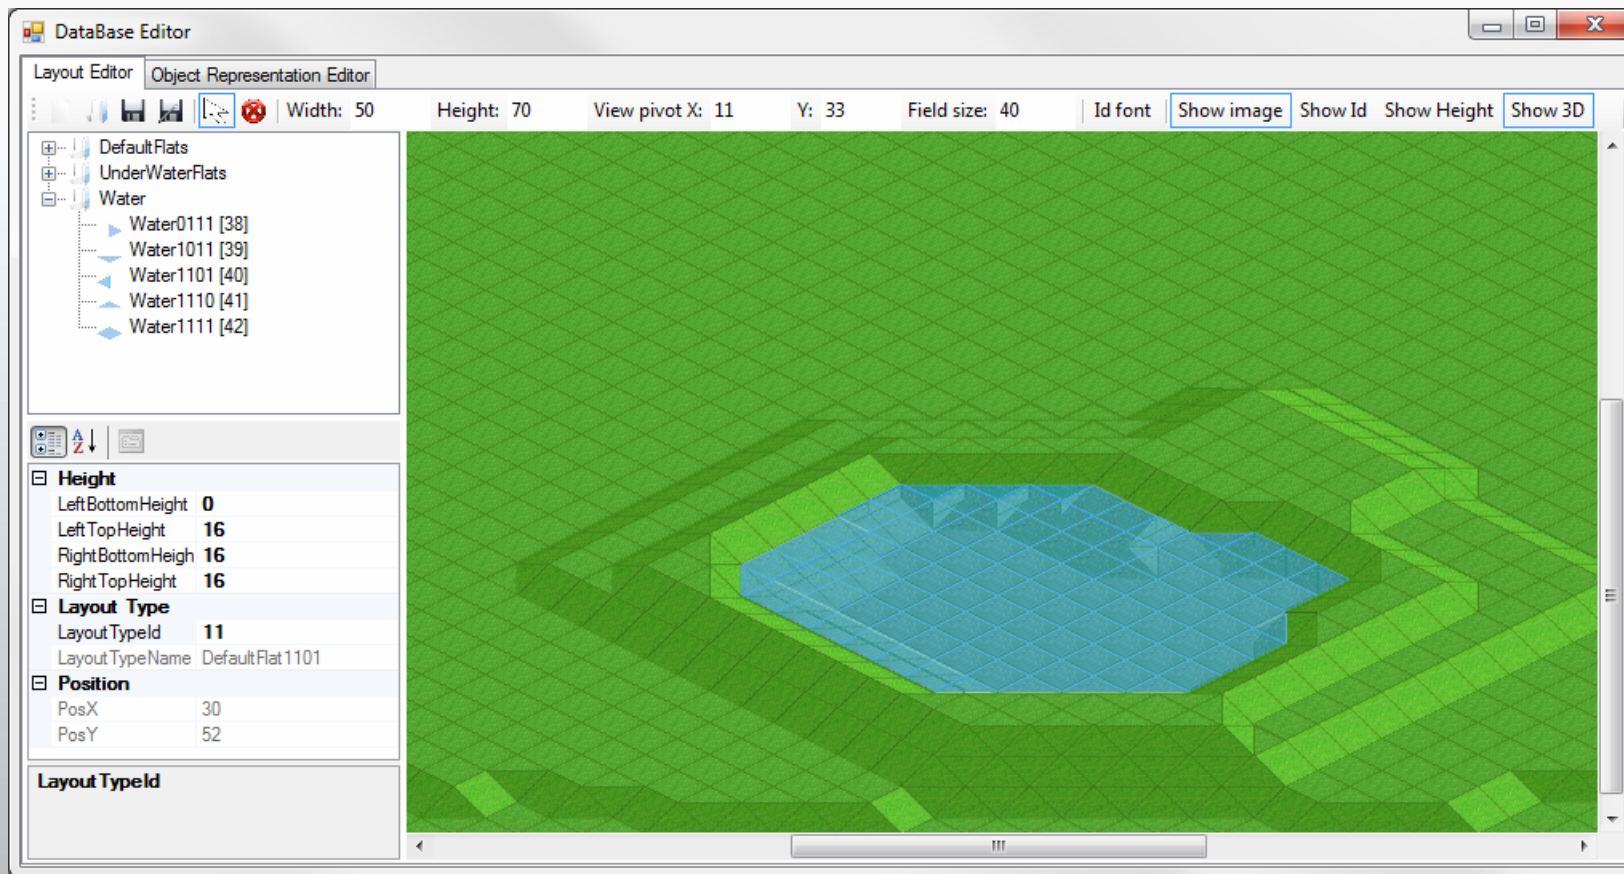 DataBase Editor
Layout Editor Object Representation Editor
Width: 50 Height: 70 View pivot X: 11 Y: 33 Field size: 40 Id font Show image Show Id Show Height Show 3D
DefaultFlats
UnderWaterFlats
Water
Water0111 [38]
Water1011 [39]
Water1101 [40]
Water1110 [41]
Water1111 [42]
Height
LeftBottomHeight 0
LeftTopHeight 16
RightBottomHeigh 16
RightTopHeight 16
Layout Type
LayoutTypeId 11
LayoutTypeName DefaultFlat1101
Position
PosX 30
PosY 52
LayoutTypeId